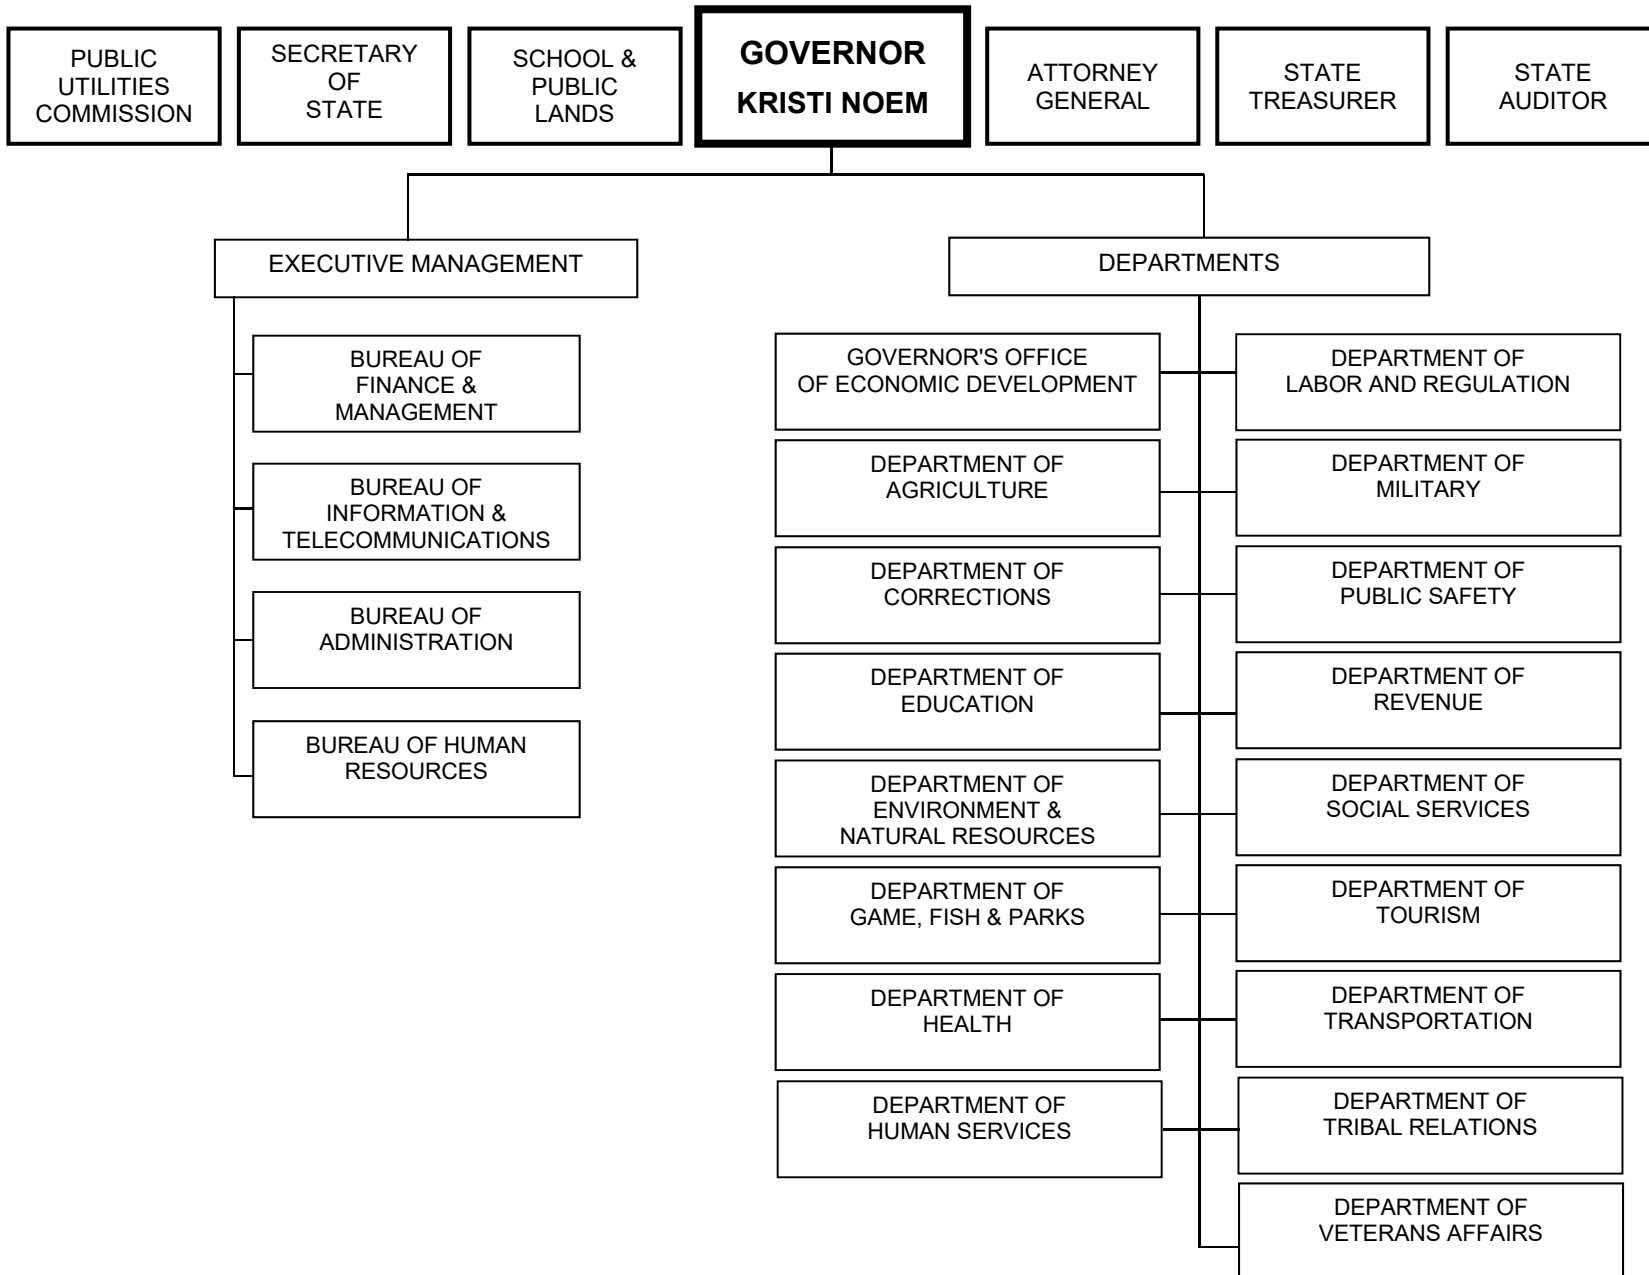 PUBLIC
UTILITIES
COMMISSION
SECRETARY
OF
STATE
SCHOOL &
PUBLIC
LANDS
GOVERNOR
KRISTI NOEM
ATTORNEY
GENERAL
STATE
TREASURER
STATE
AUDITOR
EXECUTIVE MANAGEMENT
BUREAU OF
FINANCE &
MANAGEMENT
BUREAU OF
INFORMATION &
TELECOMMUNICATIONS
BUREAU OF
ADMINISTRATION
BUREAU OF HUMAN
RESOURCES
DEPARTMENTS
GOVERNOR'S OFFICE
OF ECONOMIC DEVELOPMENT
DEPARTMENT OF
AGRICULTURE
DEPARTMENT OF
CORRECTIONS
DEPARTMENT OF
EDUCATION
DEPARTMENT OF
ENVIRONMENT &
NATURAL RESOURCES
DEPARTMENT OF
GAME, FISH & PARKS
DEPARTMENT OF
HEALTH
DEPARTMENT OF
HUMAN SERVICES
DEPARTMENT OF
LABOR AND REGULATION
DEPARTMENT OF
MILITARY
DEPARTMENT OF
PUBLIC SAFETY
DEPARTMENT OF
REVENUE
DEPARTMENT OF
SOCIAL SERVICES
DEPARTMENT OF
TOURISM
DEPARTMENT OF
TRANSPORTATION
DEPARTMENT OF
TRIBAL RELATIONS
DEPARTMENT OF
VETERANS AFFAIRS